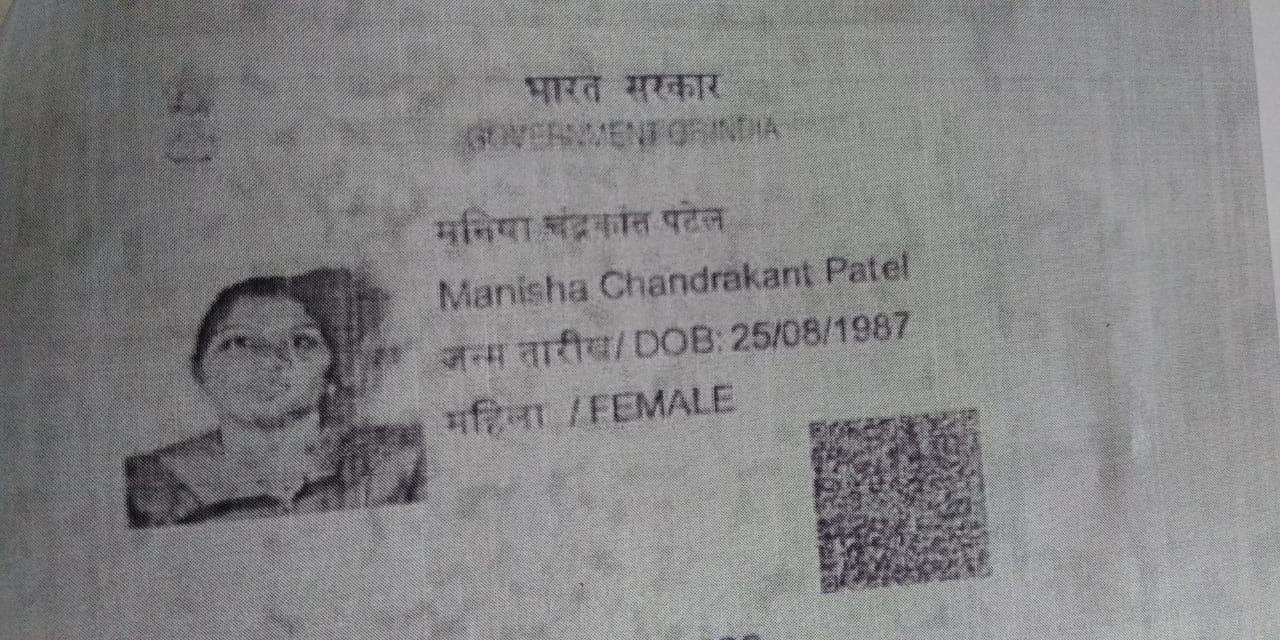 भारत सरकार
GOVERNMENT OF INDIA
मनिषा चंद्रकांत पटेल
Manisha Chandrakant Patel
जन्म तारीख/ DOB: 25/08/1987
महिला / FEMALE